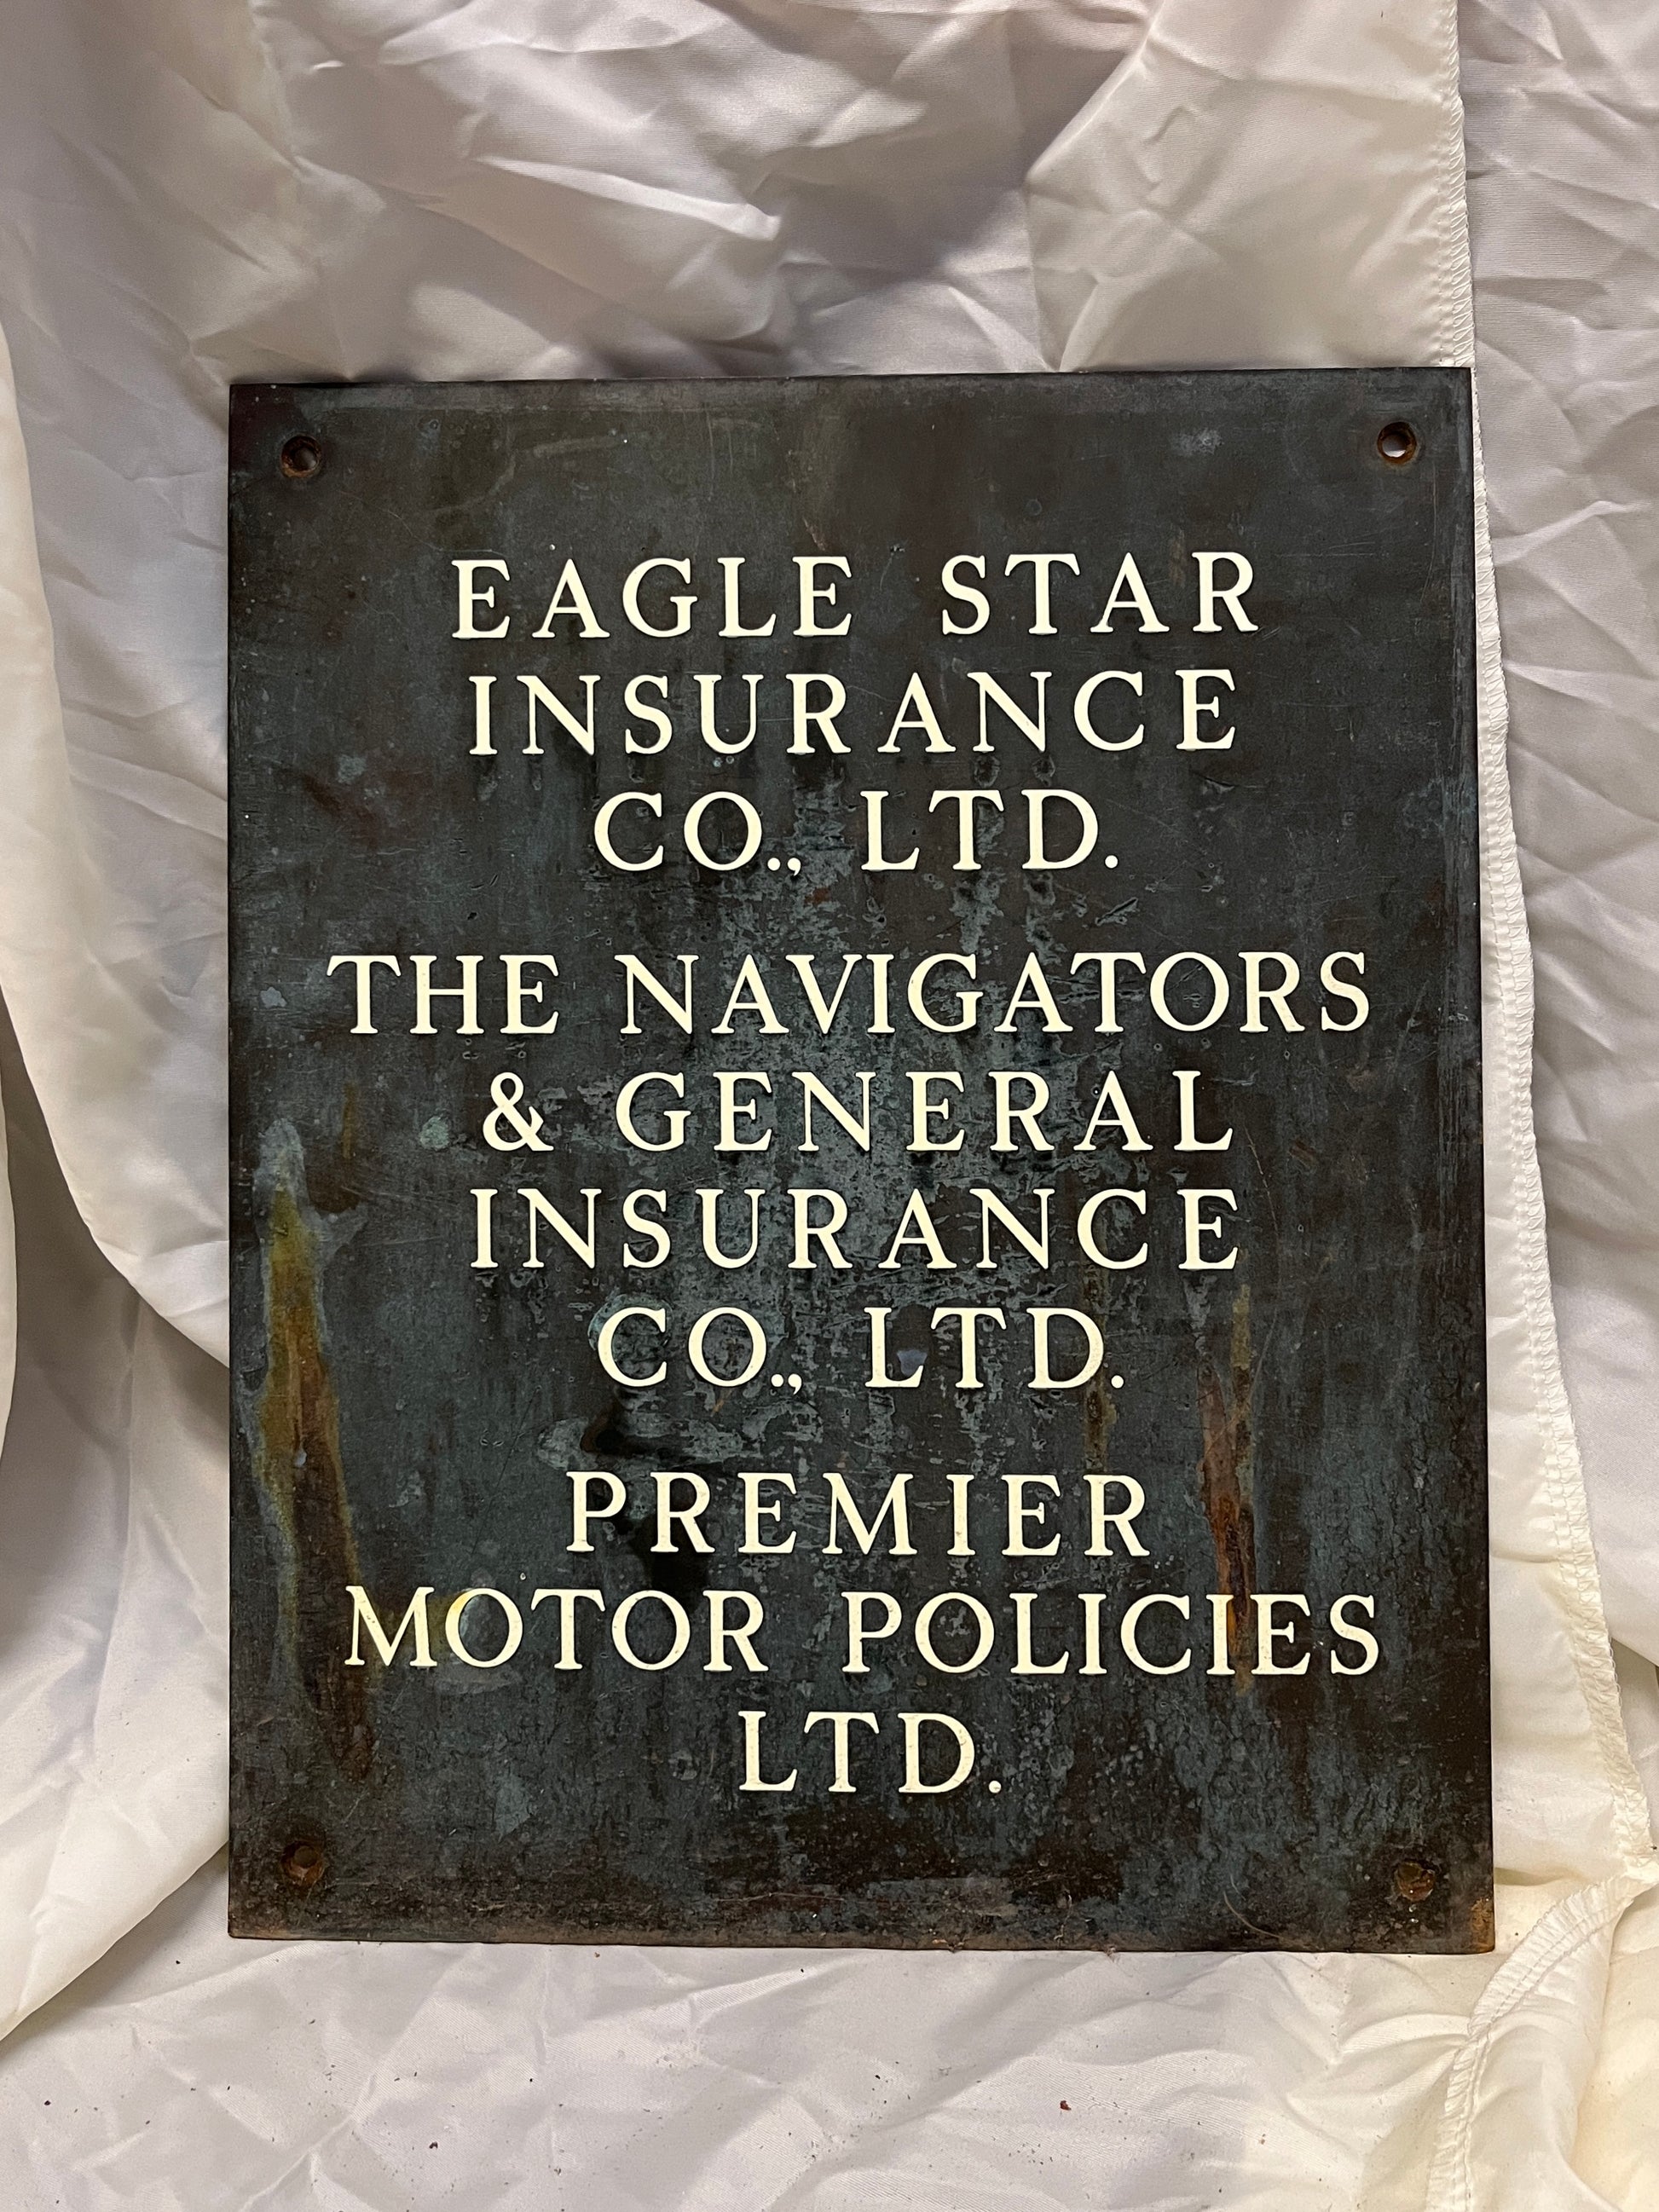 EAGLE STAR
INSURANCE
CO., LTD.
THE NAVIGATORS
& GENERAL
INSURANCE
CO., LTD.
PREMIER
MOTOR POLICIES
LTD.